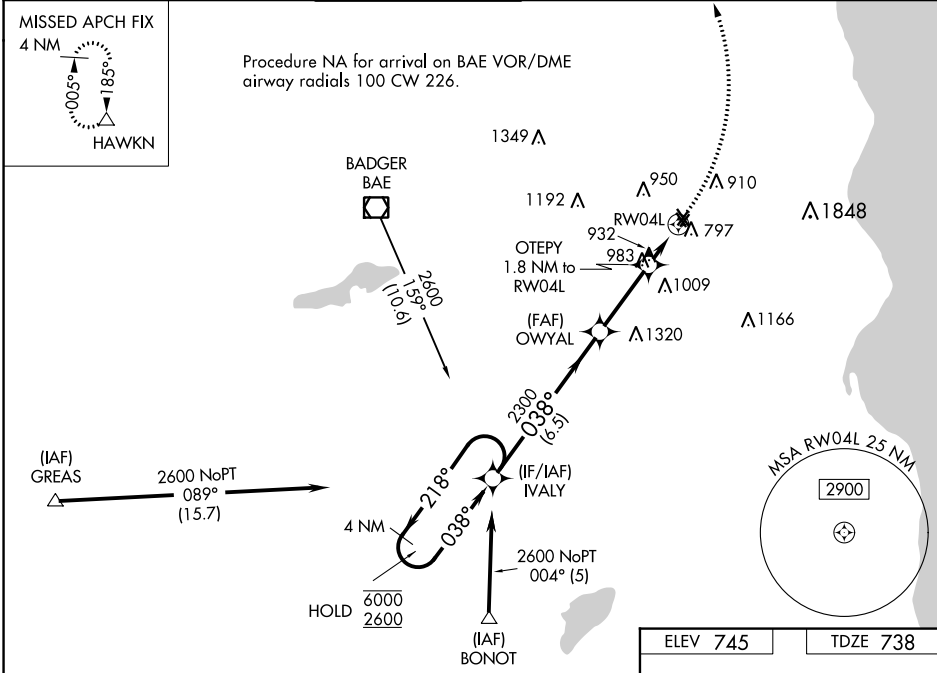 MISSED APCH FIX
4 NM
005°
185°
HAWKN
Procedure NA for arrival on BAE VOR/DME
airway radials 100 CW 226.
1349
BADGER
BAE
1192
950
910
1848
RW04L
797
932
983
OTEPY
1.8 NM to
RW04L
1009
2600
159°
(10.6)
(FAF)
OWYAL
1320
1166
2300
038°
(6.5)
(IAF)
GREAS
2600 NoPT
089°
(15.7)
218°
038°
4 NM
(IF/IAF)
IVALY
MSA RW04L 25 NM
2900
2600 NoPT
004° (5)
HOLD
6000
2600
(IAF)
BONOT
ELEV 745
TDZE 738